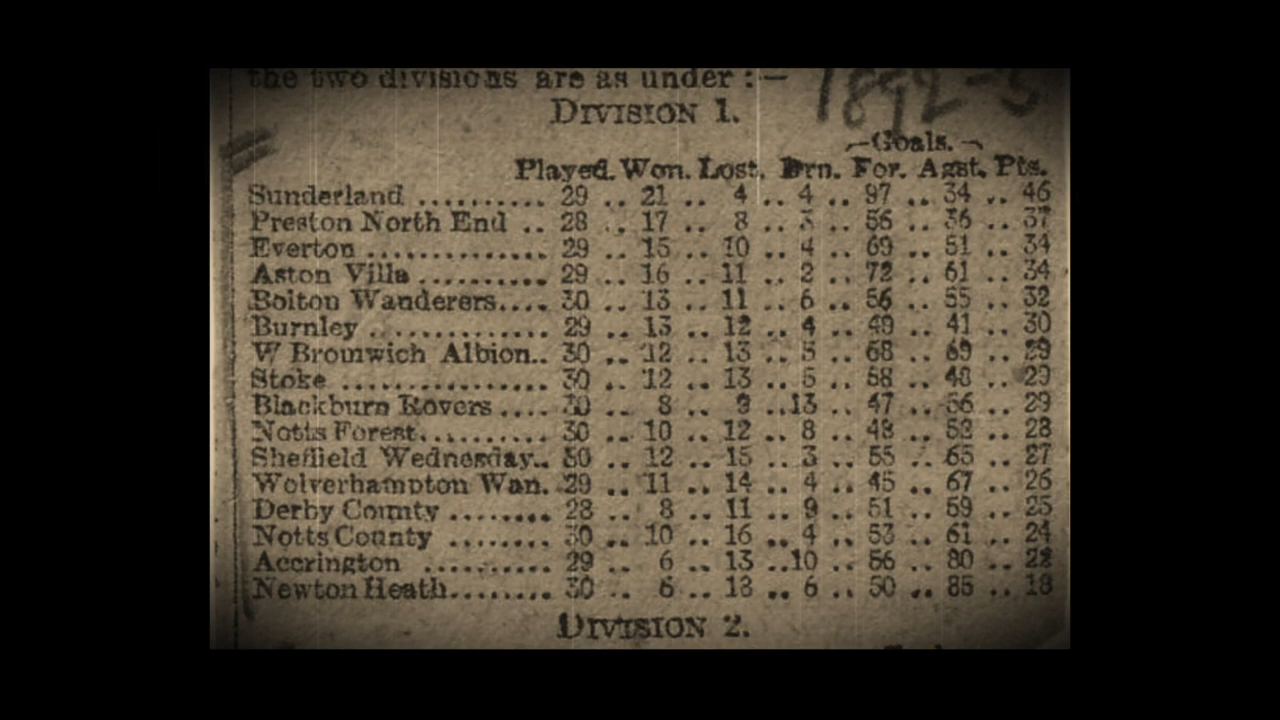 the two divisions are as under :—
1892-3
DIVISION 1.
Goals.
Played. Won. Lost. Drn. For. Agst. Pts.
Sunderland .......... 29 .. 21 .. 4 .. 4 .. 97 .. 34 .. 46
Preston North End .. 28 .. 17 .. 8 .. 3 .. 56 .. 36 .. 37
Everton .............. 29 .. 15 .. 10 .. 4 .. 69 .. 51 .. 34
Aston Villa .......... 29 .. 16 .. 11 .. 2 .. 72 .. 61 .. 34
Bolton Wanderers.... 30 .. 13 .. 11 .. 6 .. 56 .. 55 .. 32
Burnley .............. 29 .. 13 .. 12 .. 4 .. 49 .. 41 .. 30
W Bromwich Albion.. 30 .. 12 .. 13 .. 5 .. 58 .. 69 .. 29
Stoke ................ 30 .. 12 .. 13 .. 5 .. 58 .. 48 .. 29
Blackburn Rovers .... 30 .. 8 .. 9 ..13 .. 47 .. 56 .. 29
Notts Forest.......... 30 .. 10 .. 12 .. 8 .. 48 .. 52 .. 28
Sheffield Wednesday.. 30 .. 12 .. 15 .. 3 .. 55 .. 65 .. 27
Wolverhampton Wan. 29 .. 11 .. 14 .. 4 .. 45 .. 67 .. 26
Derby County ........ 28 .. 8 .. 11 .. 9 .. 51 .. 59 .. 25
Notts County ........ 30 .. 10 .. 16 .. 4 .. 53 .. 61 .. 24
Accrington .......... 29 .. 6 .. 13 ..10 .. 56 .. 80 .. 22
Newton Heath........ 30 .. 6 .. 18 .. 6 .. 50 .. 85 .. 18
DIVISION 2.